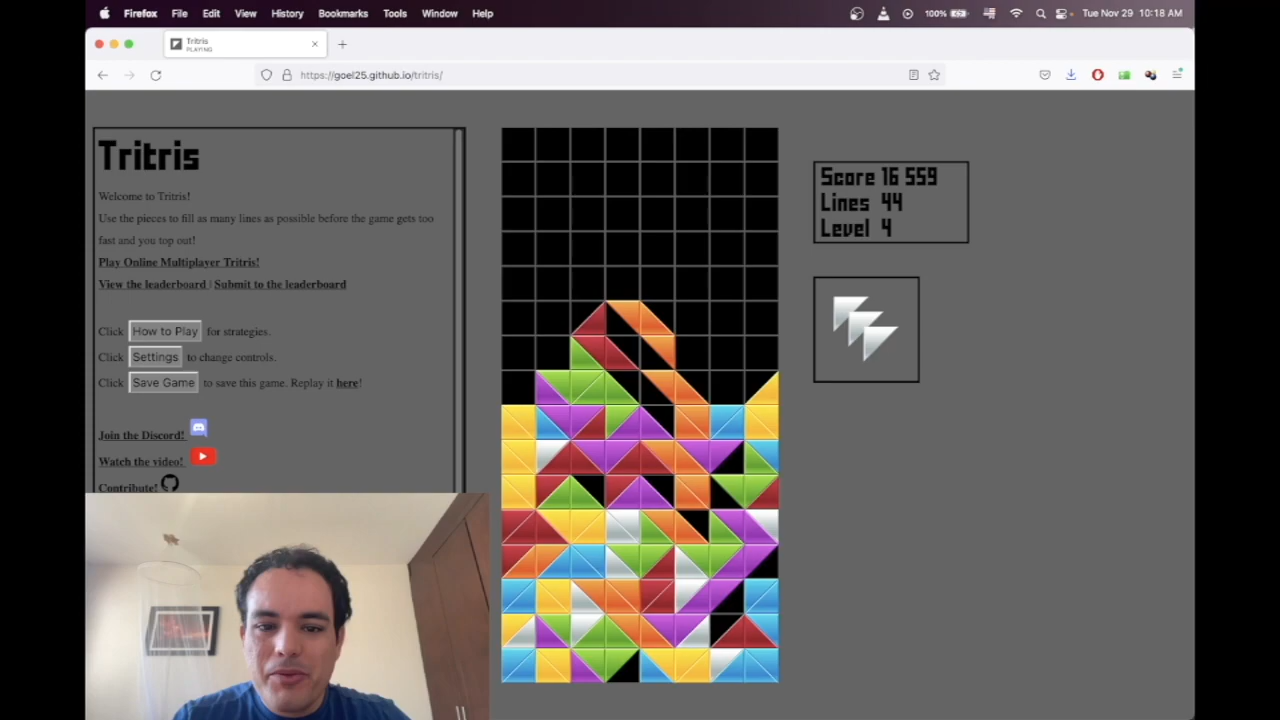 Firefox File Edit View History Bookmarks Tools Window Help 100% Tue Nov 29 10:18 AM
Tritris
PLAYING
https://goel25.github.io/tritris/
Tritris
Welcome to Tritris!
Use the pieces to fill as many lines as possible before the game gets too
fast and you top out!
Play Online Multiplayer Tritris!
View the leaderboard | Submit to the leaderboard
Click How to Play for strategies.
Click Settings to change controls.
Click Save Game to save this game. Replay it here!
Join the Discord!
Watch the video!
Contribute!
Score 16 559
Lines 44
Level 4